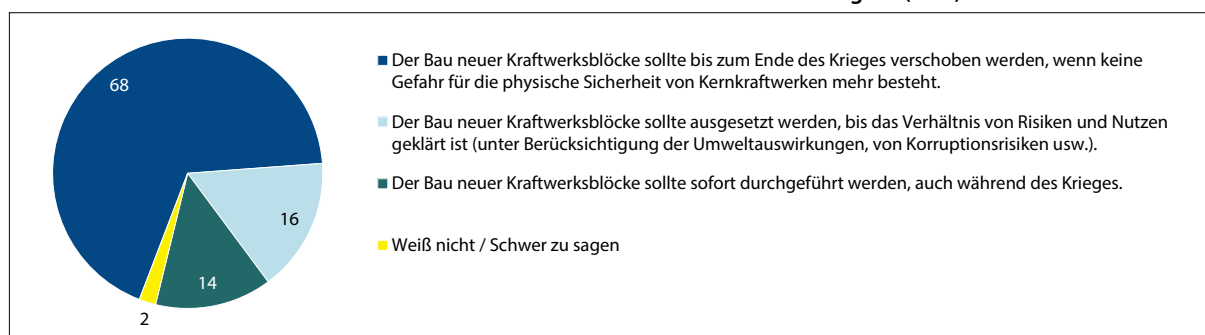 68
16
14
2
Der Bau neuer Kraftwerksblöcke sollte bis zum Ende des Krieges verschoben werden, wenn keine
Gefahr für die physische Sicherheit von Kernkraftwerken mehr besteht.
Der Bau neuer Kraftwerksblöcke sollte ausgesetzt werden, bis das Verhältnis von Risiken und Nutzen
geklärt ist (unter Berücksichtigung der Umweltauswirkungen, von Korruptionsrisiken usw.).
Der Bau neuer Kraftwerksblöcke sollte sofort durchgeführt werden, auch während des Krieges.
Weiß nicht / Schwer zu sagen